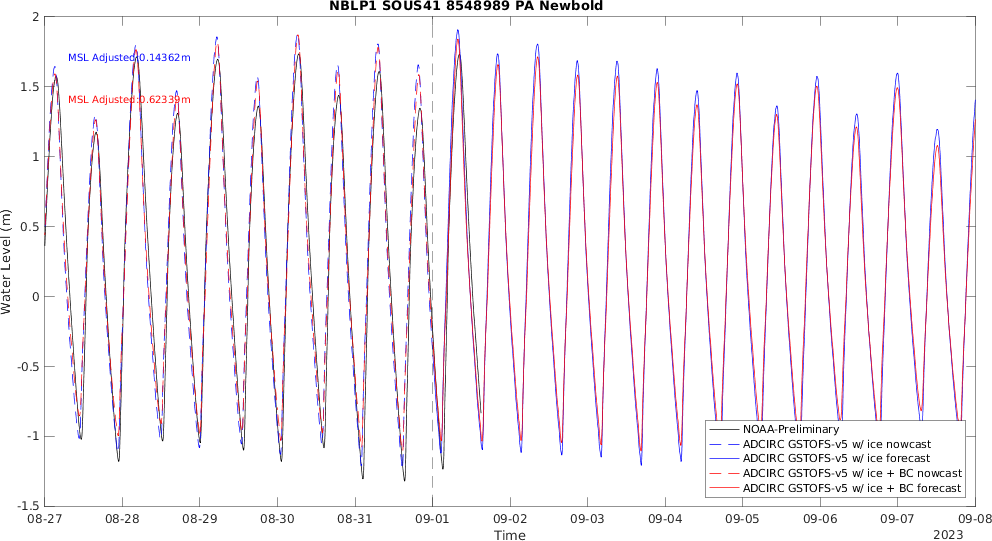 NBLP1 SOUS41 8548989 PA Newbold
MSL Adjusted:0.14362m
MSL Adjusted:0.62339m
Water Level (m)
2
1.5
1
0.5
0
-0.5
-1
-1.5
NOAA-Preliminary
ADCIRC GSTOFS-v5 w/ ice nowcast
ADCIRC GSTOFS-v5 w/ ice forecast
ADCIRC GSTOFS-v5 w/ ice + BC nowcast
ADCIRC GSTOFS-v5 w/ ice + BC forecast
08-27 08-28 08-29 08-30 08-31 09-01 09-02 09-03 09-04 09-05 09-06 09-07 09-08
Time
2023